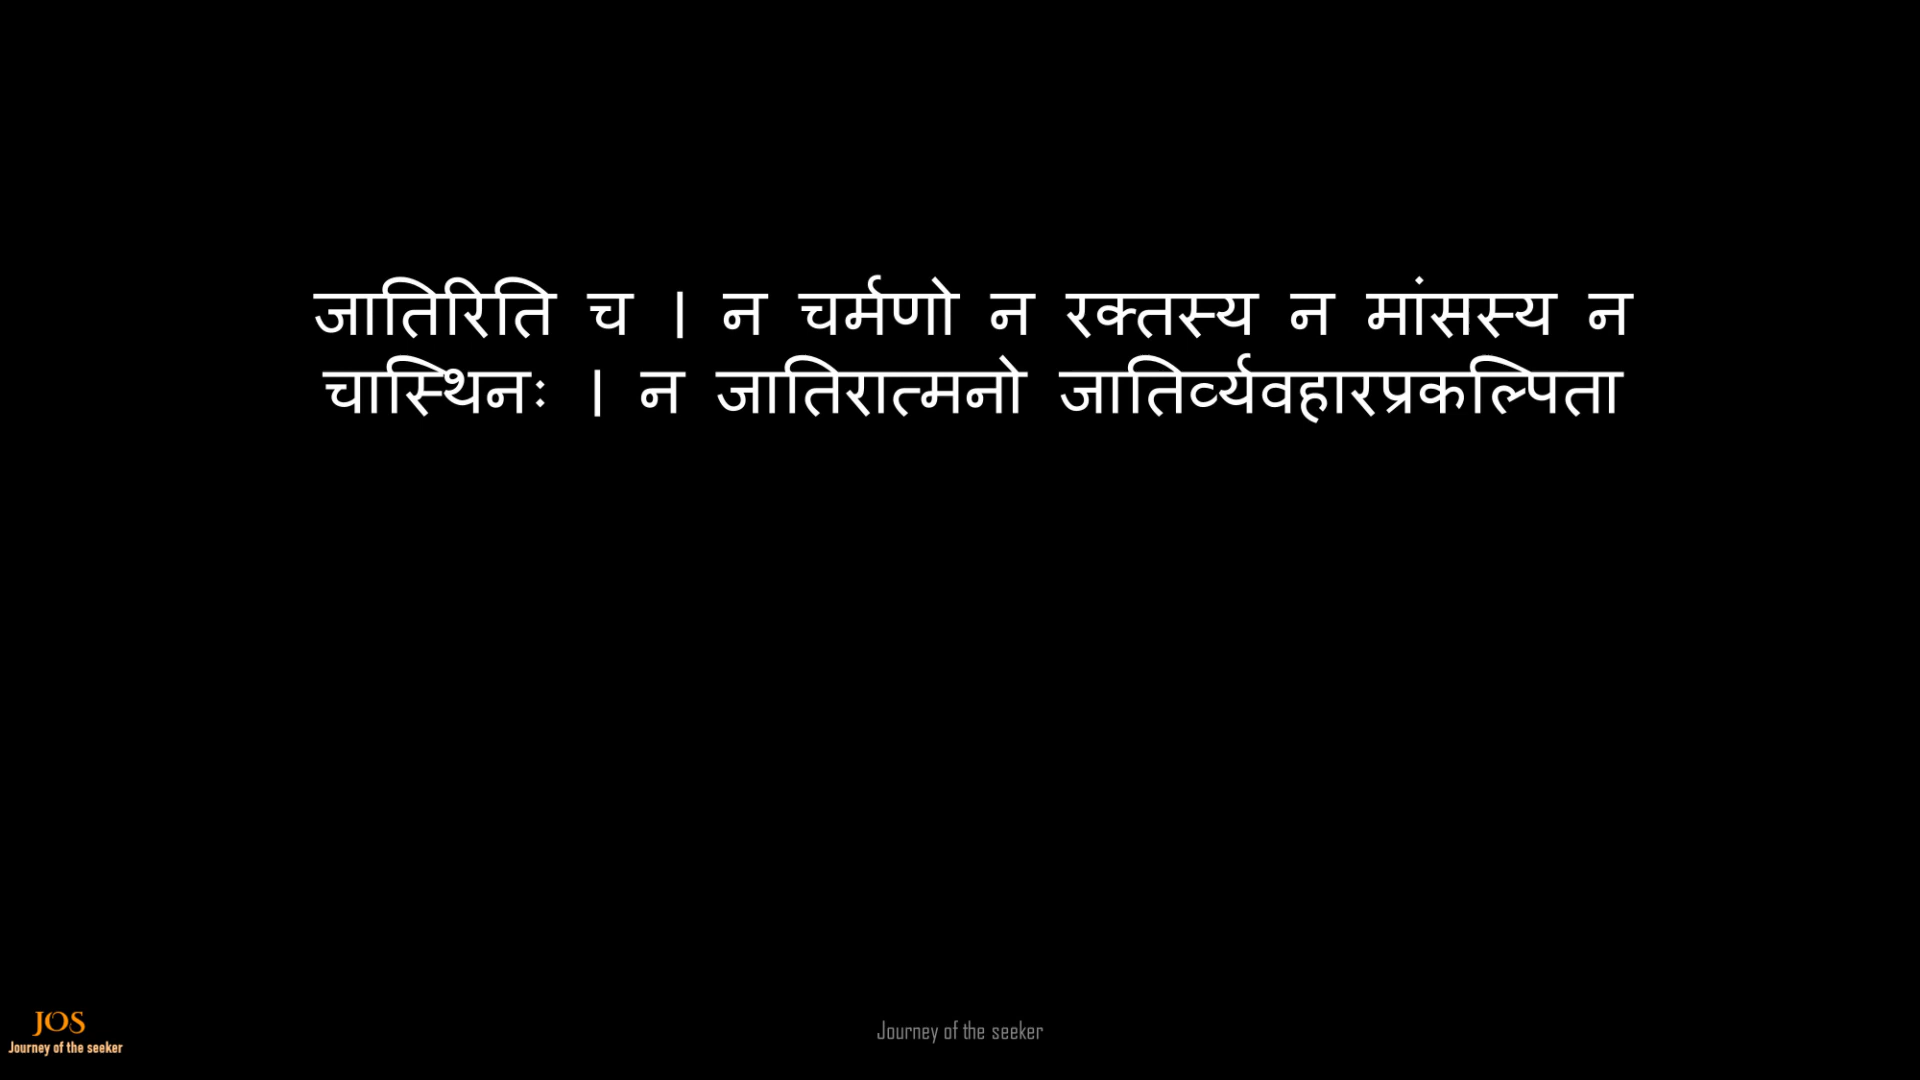 जातिरिति च । न चर्मणो न रक्तस्य न मांसस्य न
चास्थिनः । न जातिरात्मनो जातिर्व्यवहारप्रकल्पिता
JOS
Journey of the seeker
Journey of the seeker